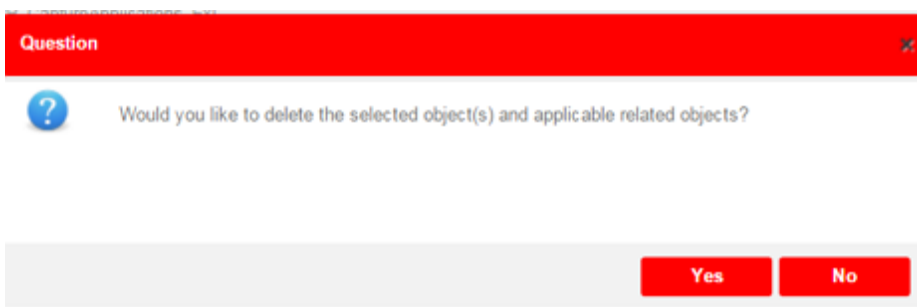 Question
Would you like to delete the selected object(s) and applicable related objects?
Yes No